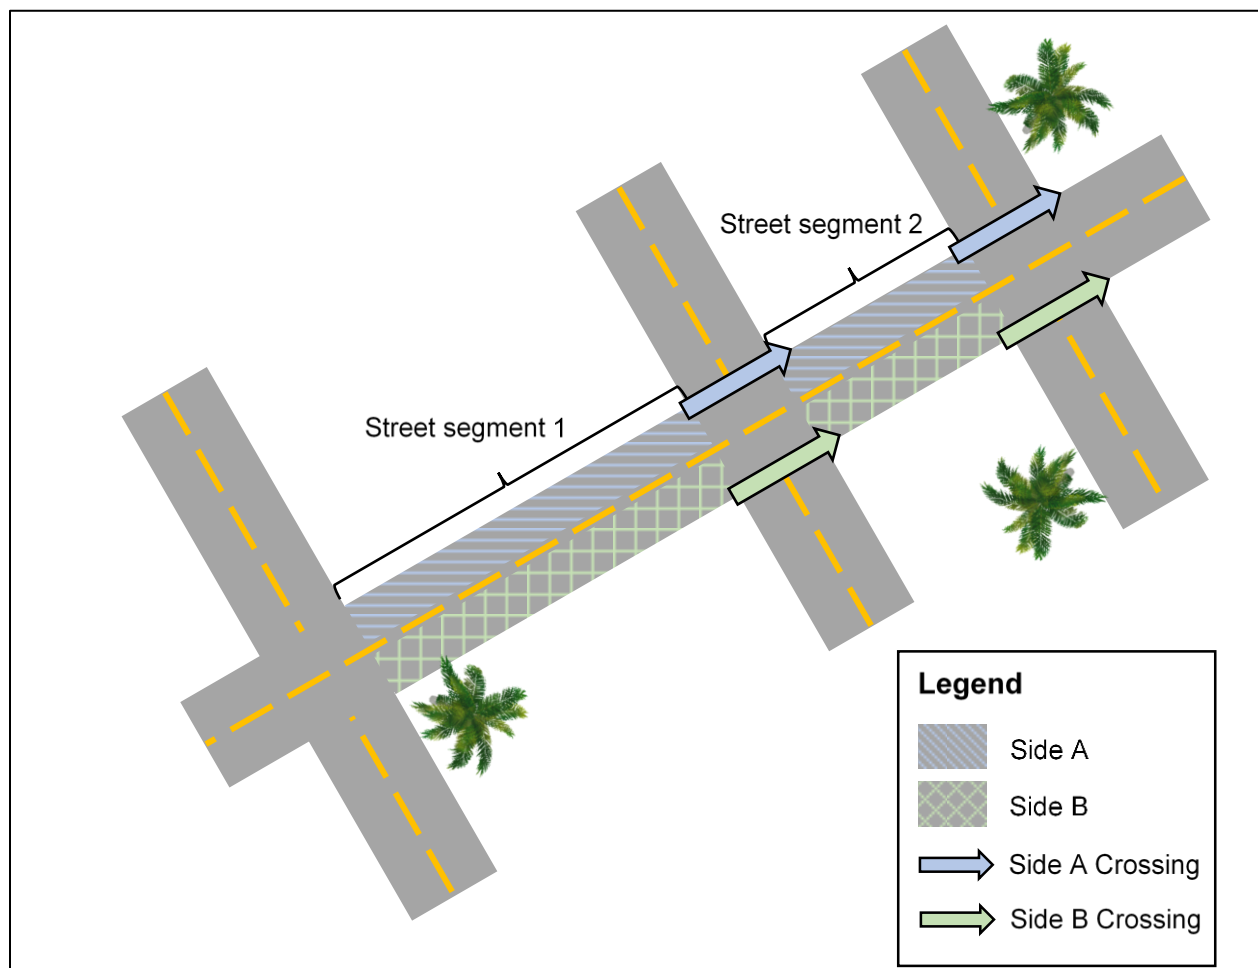 Street segment 2
Street segment 1
Legend
Side A
Side B
Side A Crossing
Side B Crossing